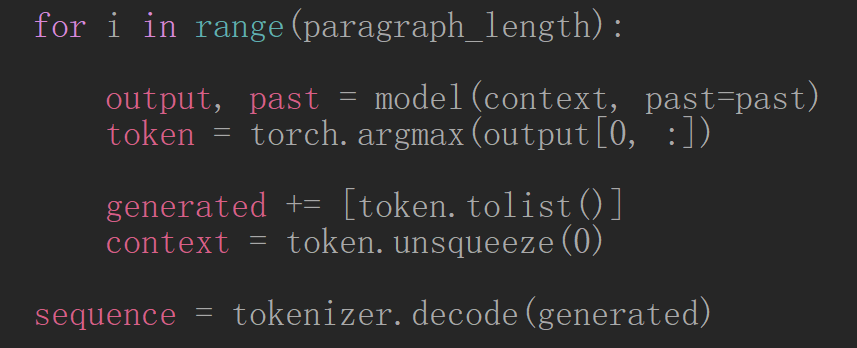 for i in range(paragraph_length):
output, past = model(context, past=past)
token = torch.argmax(output[0, :])
generated += [token.tolist()]
context = token.unsqueeze(0)
sequence = tokenizer.decode(generated)